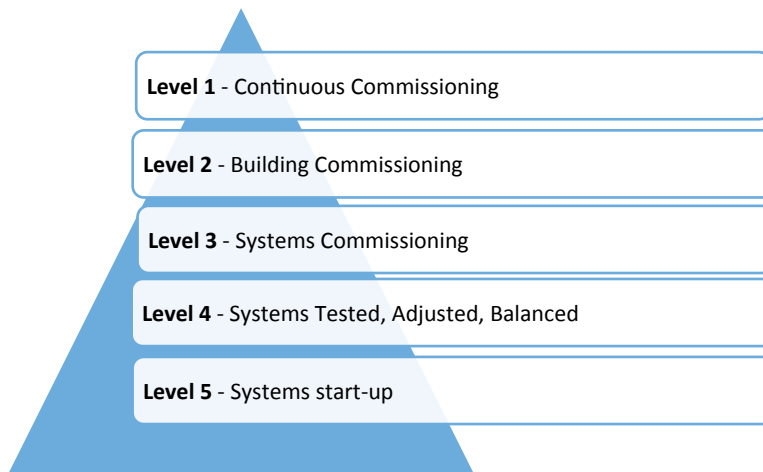 Level 1 - Continuous Commissioning
Level 2 - Building Commissioning
Level 3 - Systems Commissioning
Level 4 - Systems Tested, Adjusted, Balanced
Level 5 - Systems start-up